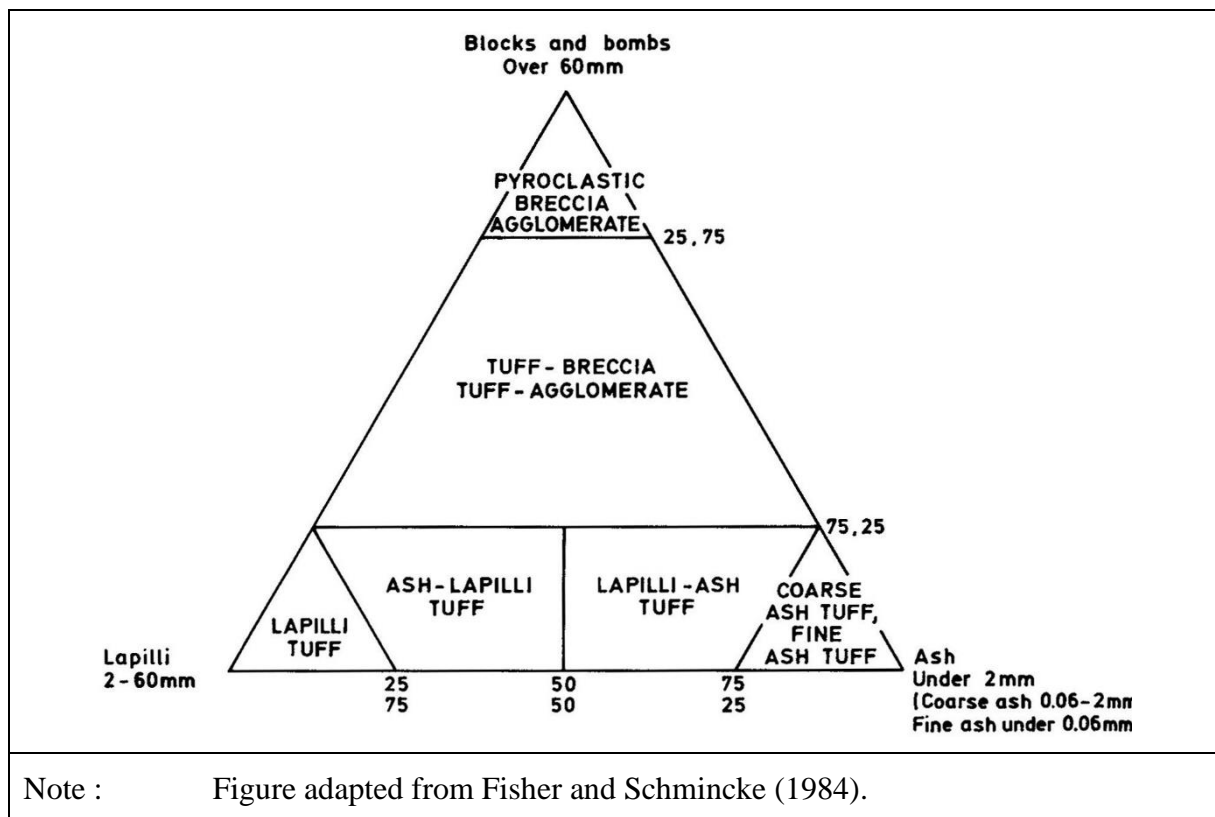 Blocks and bombs
Over 60mm
PYROCLASTIC
BRECCIA
AGGLOMERATE
25,75
TUFF-BRECCIA
TUFF-AGGLOMERATE
75,25
ASH-LAPILLI
TUFF
LAPILLI-ASH
TUFF
COARSE
ASH TUFF,
FINE
ASH TUFF
LAPILLI
TUFF
Lapilli
2-60mm
25
75
50
50
75
25
Ash
Under 2mm
(Coarse ash 0.06-2mm
Fine ash under 0.06mm
Note : Figure adapted from Fisher and Schmincke (1984).